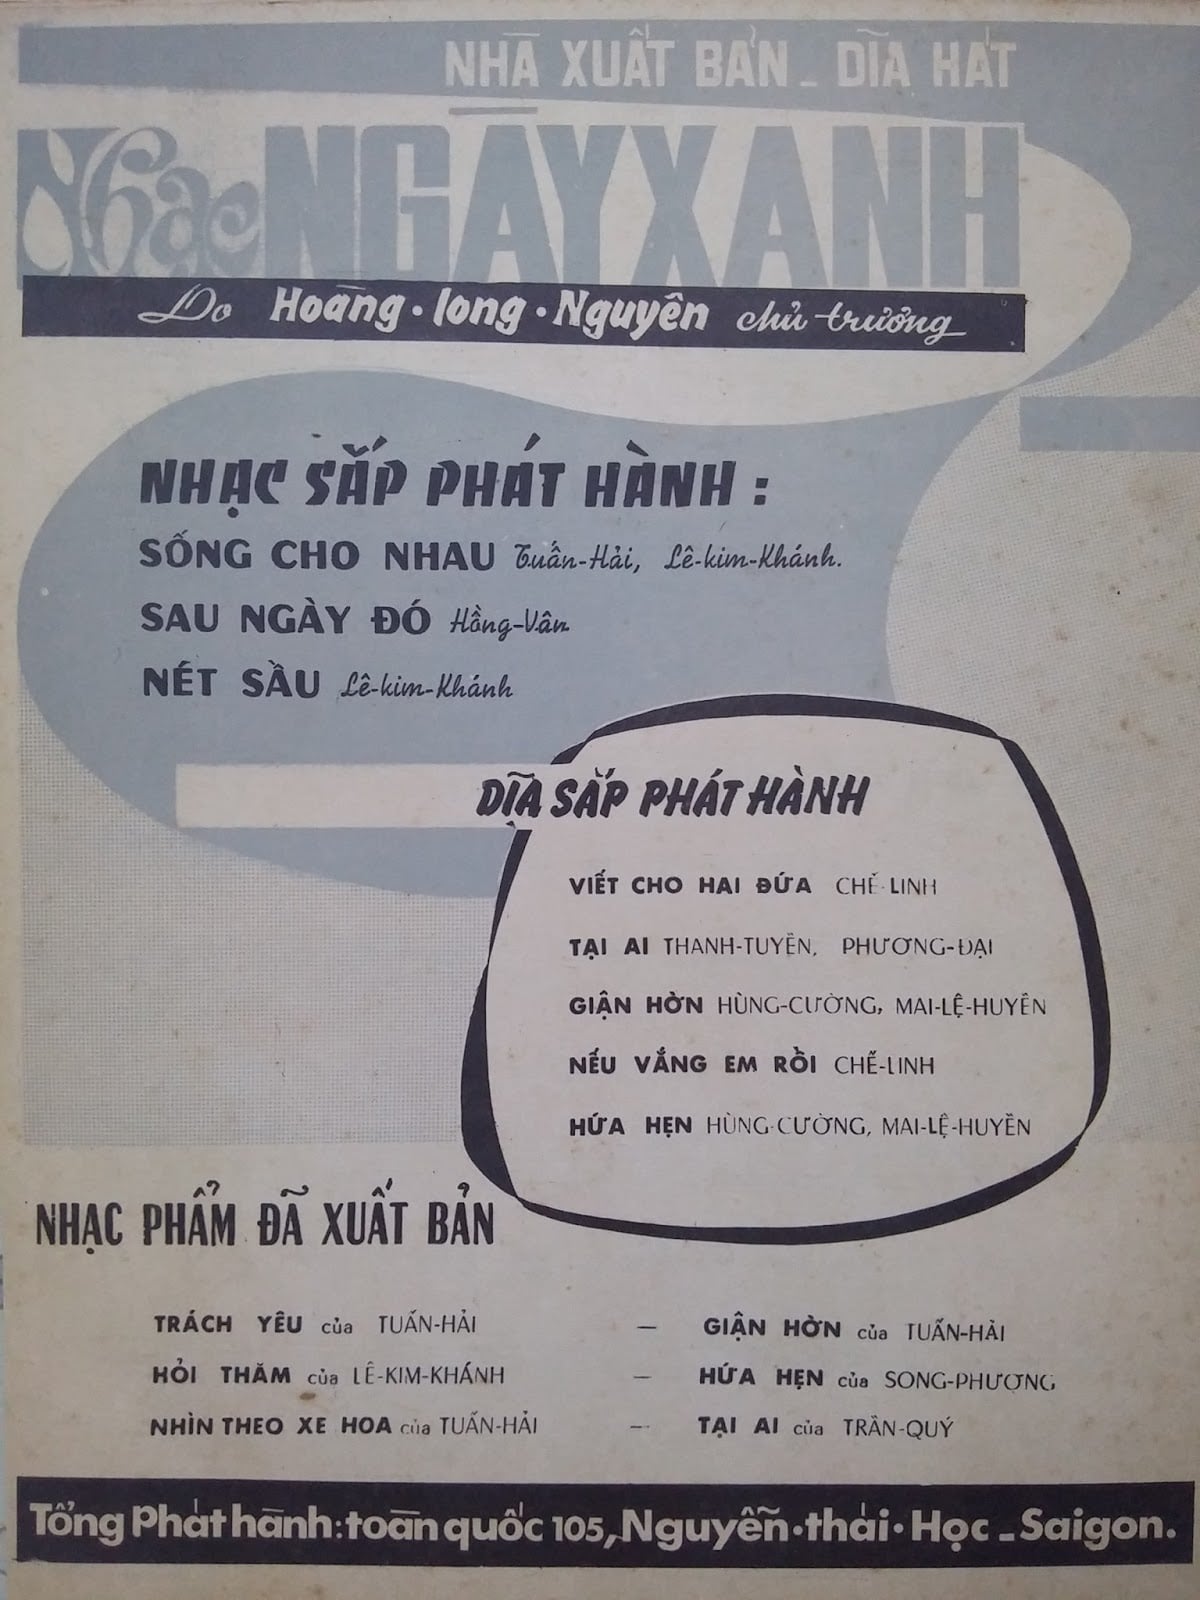 NHÀ XUẤT BẢN - DĨA HÁT
Nhạc NGÀY XANH
Do Hoàng • long • Nguyên chủ trương
NHẠC SẮP PHÁT HÀNH :
SỐNG CHO NHAU Tuấn-Hải, Lê-kim-Khánh.
SAU NGÀY ĐÓ Hồng-Vân
NÉT SẦU Lê-kim-Khánh
DĨA SẮP PHÁT HÀNH
VIẾT CHO HAI ĐỨA CHẾ-LINH
TẠI AI THANH-TUYỀN, PHƯƠNG-ĐẠI
GIẬN HỜN HÙNG-CƯỜNG, MAI-LỆ-HUYỀN
NẾU VẮNG EM RỒI CHẾ-LINH
HỨA HẸN HÙNG-CƯỜNG, MAI-LỆ-HUYỀN
NHẠC PHẨM ĐÃ XUẤT BẢN
TRÁCH YÊU của TUẤN-HẢI — GIẬN HỜN của TUẤN-HẢI
HỎI THĂM của LÊ-KIM-KHÁNH — HỨA HẸN của SONG-PHƯỢNG
NHÌN THEO XE HOA của TUẤN-HẢI — TẠI AI của TRẦN-QUÝ
Tổng Phát hành: toàn quốc 105, Nguyễn • thái • Học - Saigon.